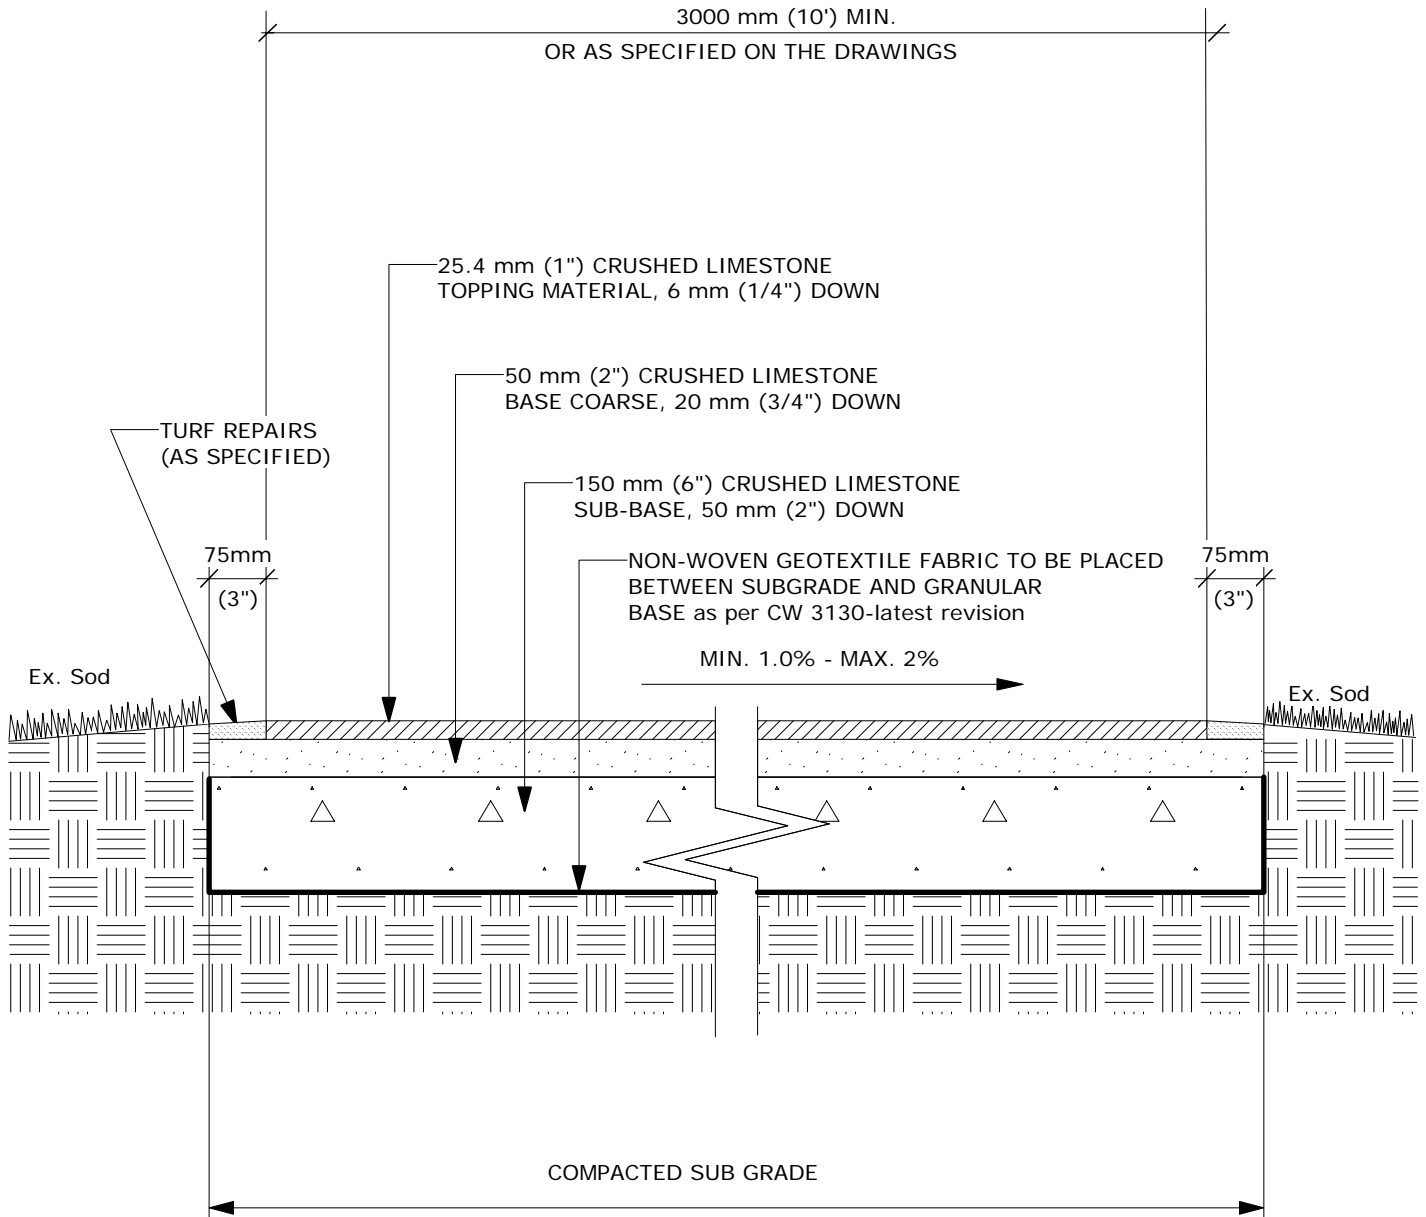 3000 mm (10') MIN.
OR AS SPECIFIED ON THE DRAWINGS
25.4 mm (1") CRUSHED LIMESTONE
TOPPING MATERIAL, 6 mm (1/4") DOWN
50 mm (2") CRUSHED LIMESTONE
BASE COARSE, 20 mm (3/4") DOWN
TURF REPAIRS
(AS SPECIFIED)
150 mm (6") CRUSHED LIMESTONE
SUB-BASE, 50 mm (2") DOWN
75mm
(3")
NON-WOVEN GEOTEXTILE FABRIC TO BE PLACED
BETWEEN SUBGRADE AND GRANULAR
BASE as per CW 3130-latest revision
75mm
(3")
MIN. 1.0% - MAX. 2%
Ex. Sod
Ex. Sod
COMPACTED SUB GRADE